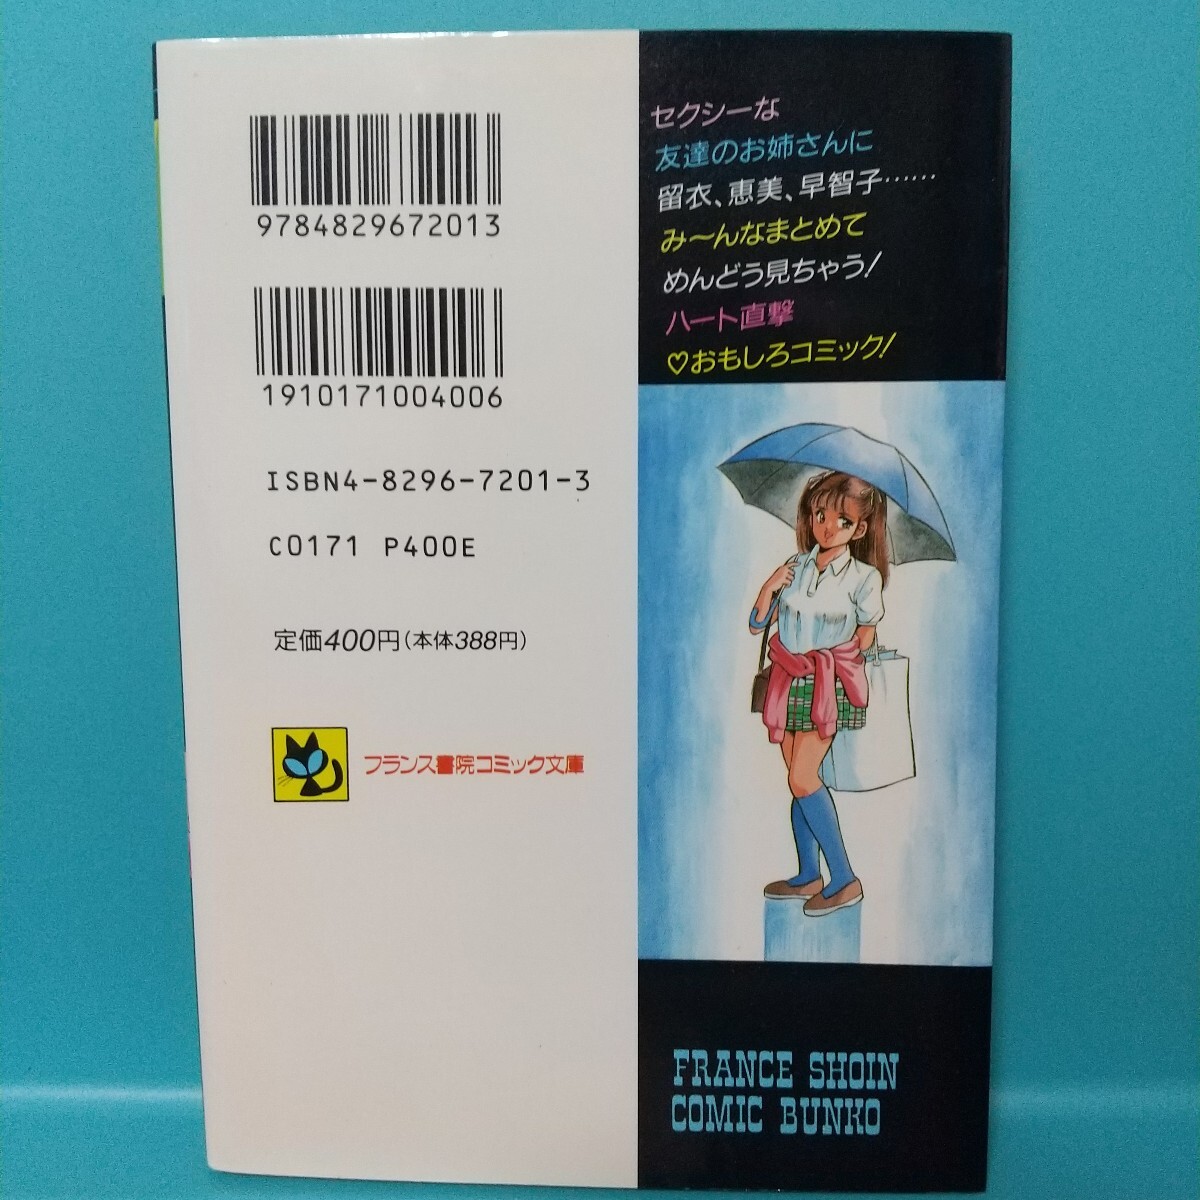 9784829672013
1910171004006
ISBN4-8296-7201-3
C0171 P400E
定価400円(本体388円)
フランス書院コミック文庫
セクシーな
友達のお姉さんに
留衣、恵美、早智子……
み〜んなまとめて
めんどう見ちゃう!
ハート直撃
♡おもしろコミック!
FRANCE SHOIN
COMIC BUNKO